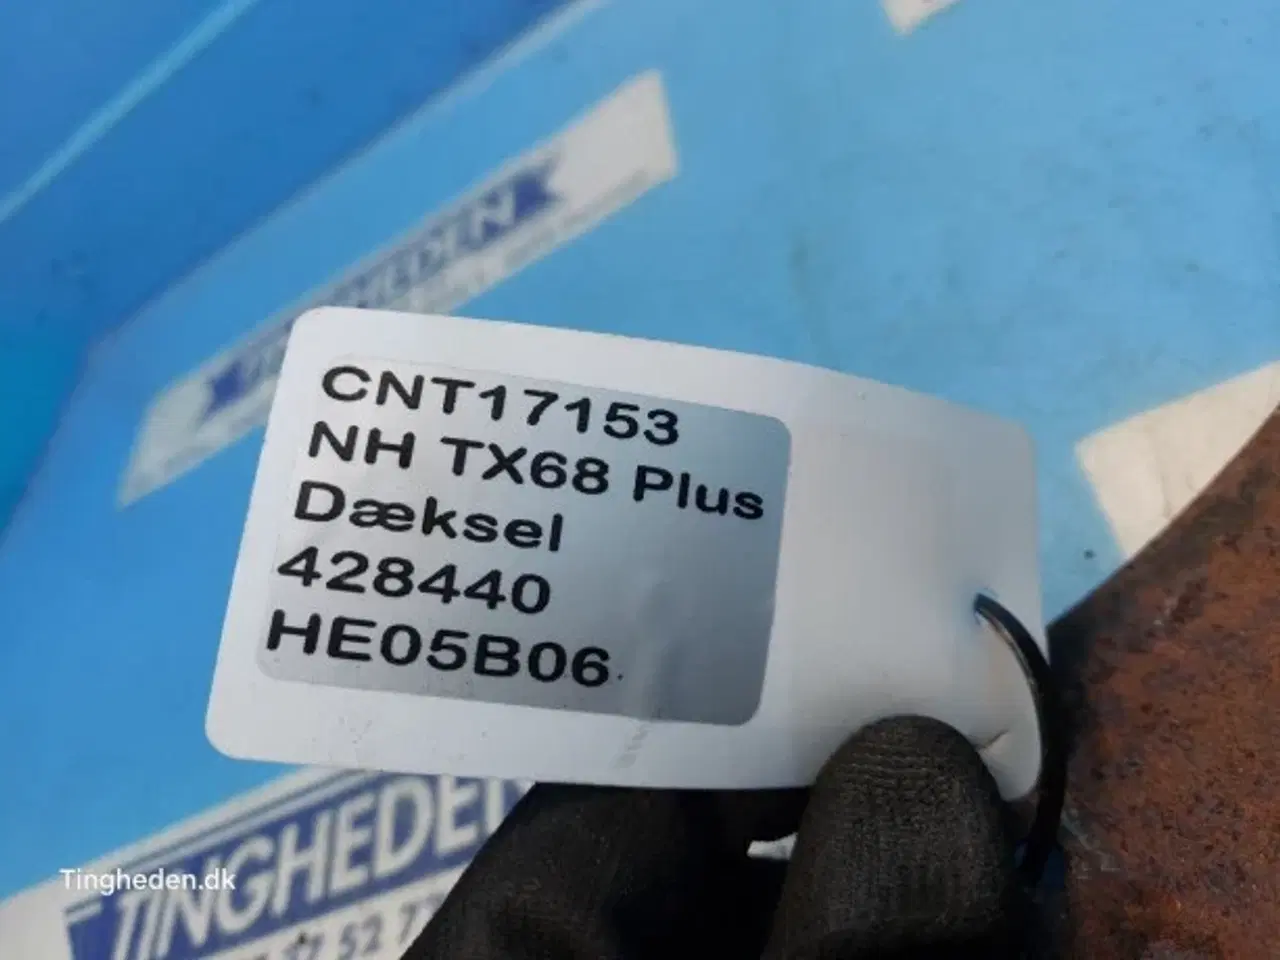 CNT17153
NH TX68 Plus
Dæksel
428440
HE05B06
TINGHEDEN
Tingheden.dk